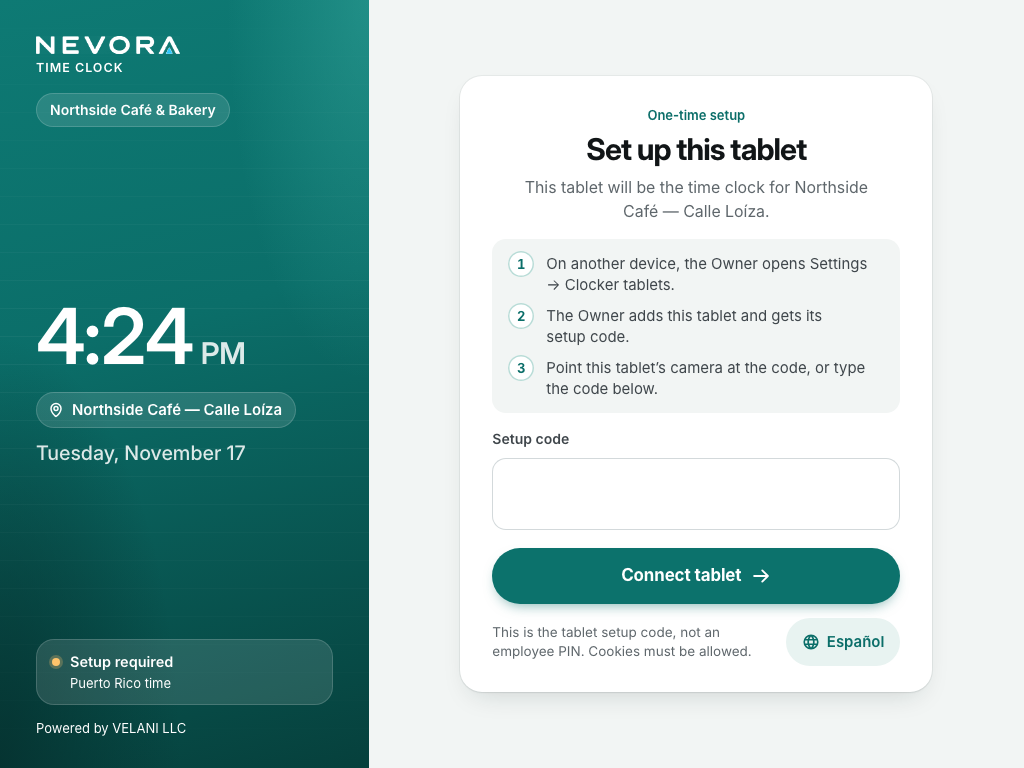 NEVORA
TIME CLOCK
Northside Café & Bakery
4:24 PM
Northside Café — Calle Loíza
Tuesday, November 17
Setup required
Puerto Rico time
Powered by VELANI LLC
One-time setup
Set up this tablet
This tablet will be the time clock for Northside
Café — Calle Loíza.
1 On another device, the Owner opens Settings
→ Clocker tablets.
2 The Owner adds this tablet and gets its
setup code.
3 Point this tablet’s camera at the code, or type
the code below.
Setup code
Connect tablet →
This is the tablet setup code, not an
employee PIN. Cookies must be allowed.
Español